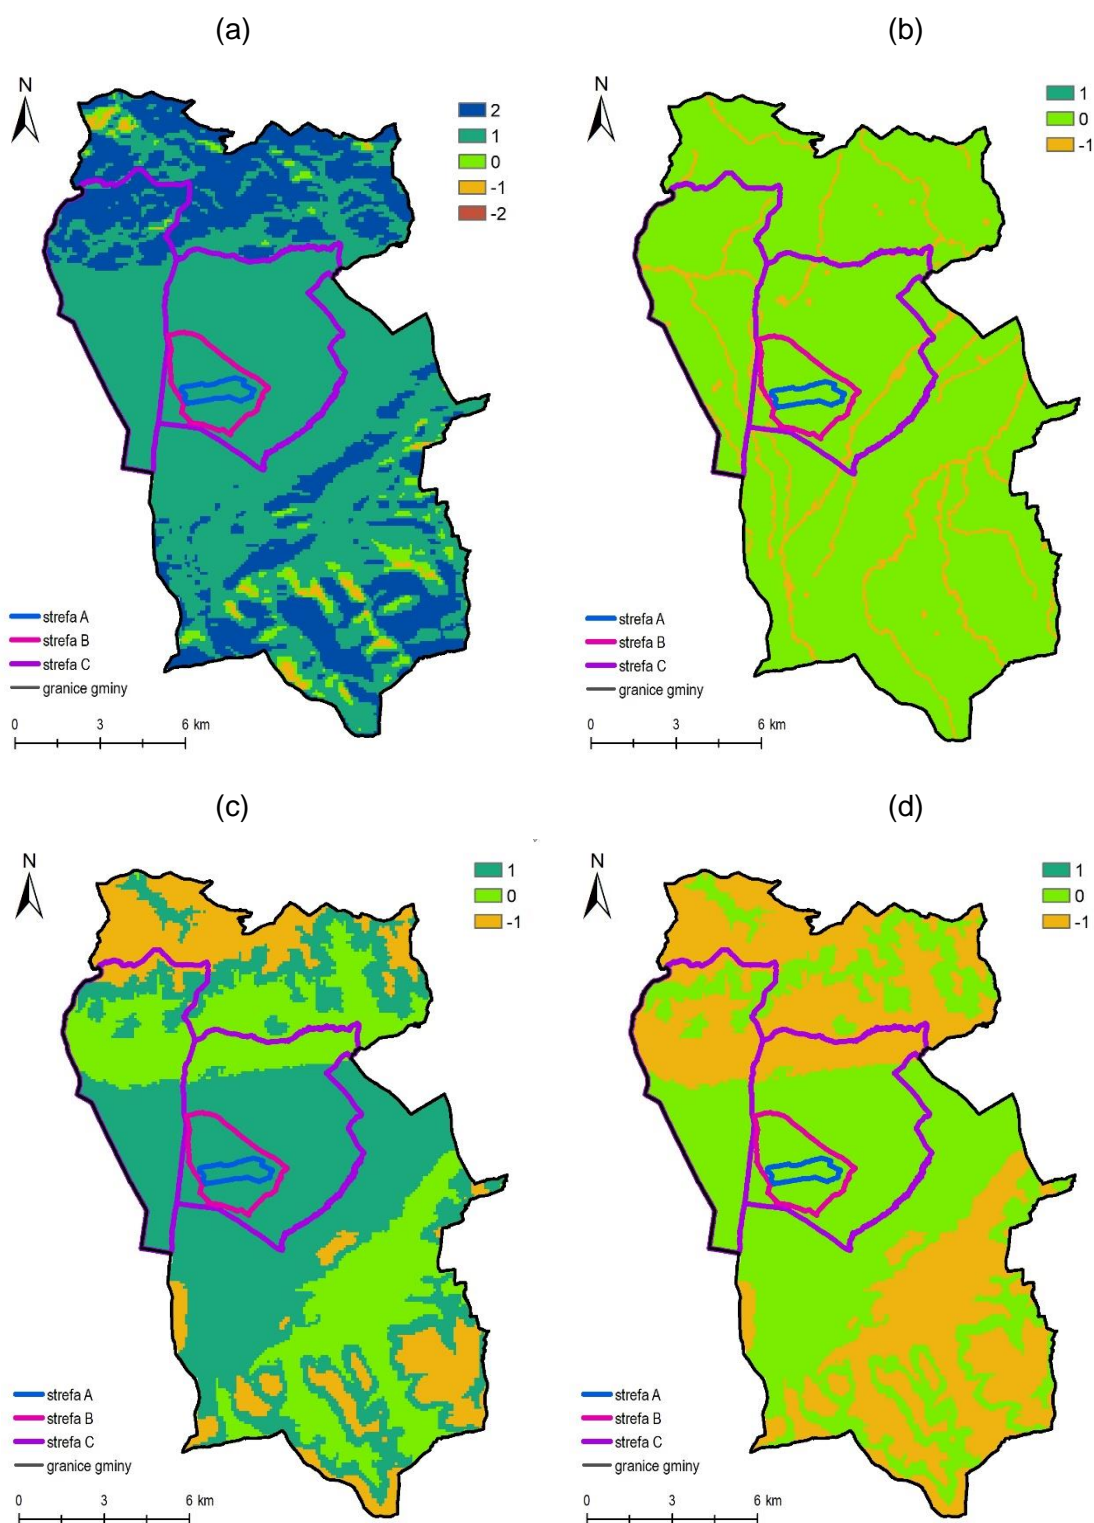 (a)
N
2
1
0
-1
-2
strefa A
strefa B
strefa C
granice gminy
0 3 6 km
(b)
N
1
0
-1
strefa A
strefa B
strefa C
granice gminy
0 3 6 km
(c)
N
1
0
-1
strefa A
strefa B
strefa C
granice gminy
0 3 6 km
(d)
N
1
0
-1
strefa A
strefa B
strefa C
granice gminy
0 3 6 km